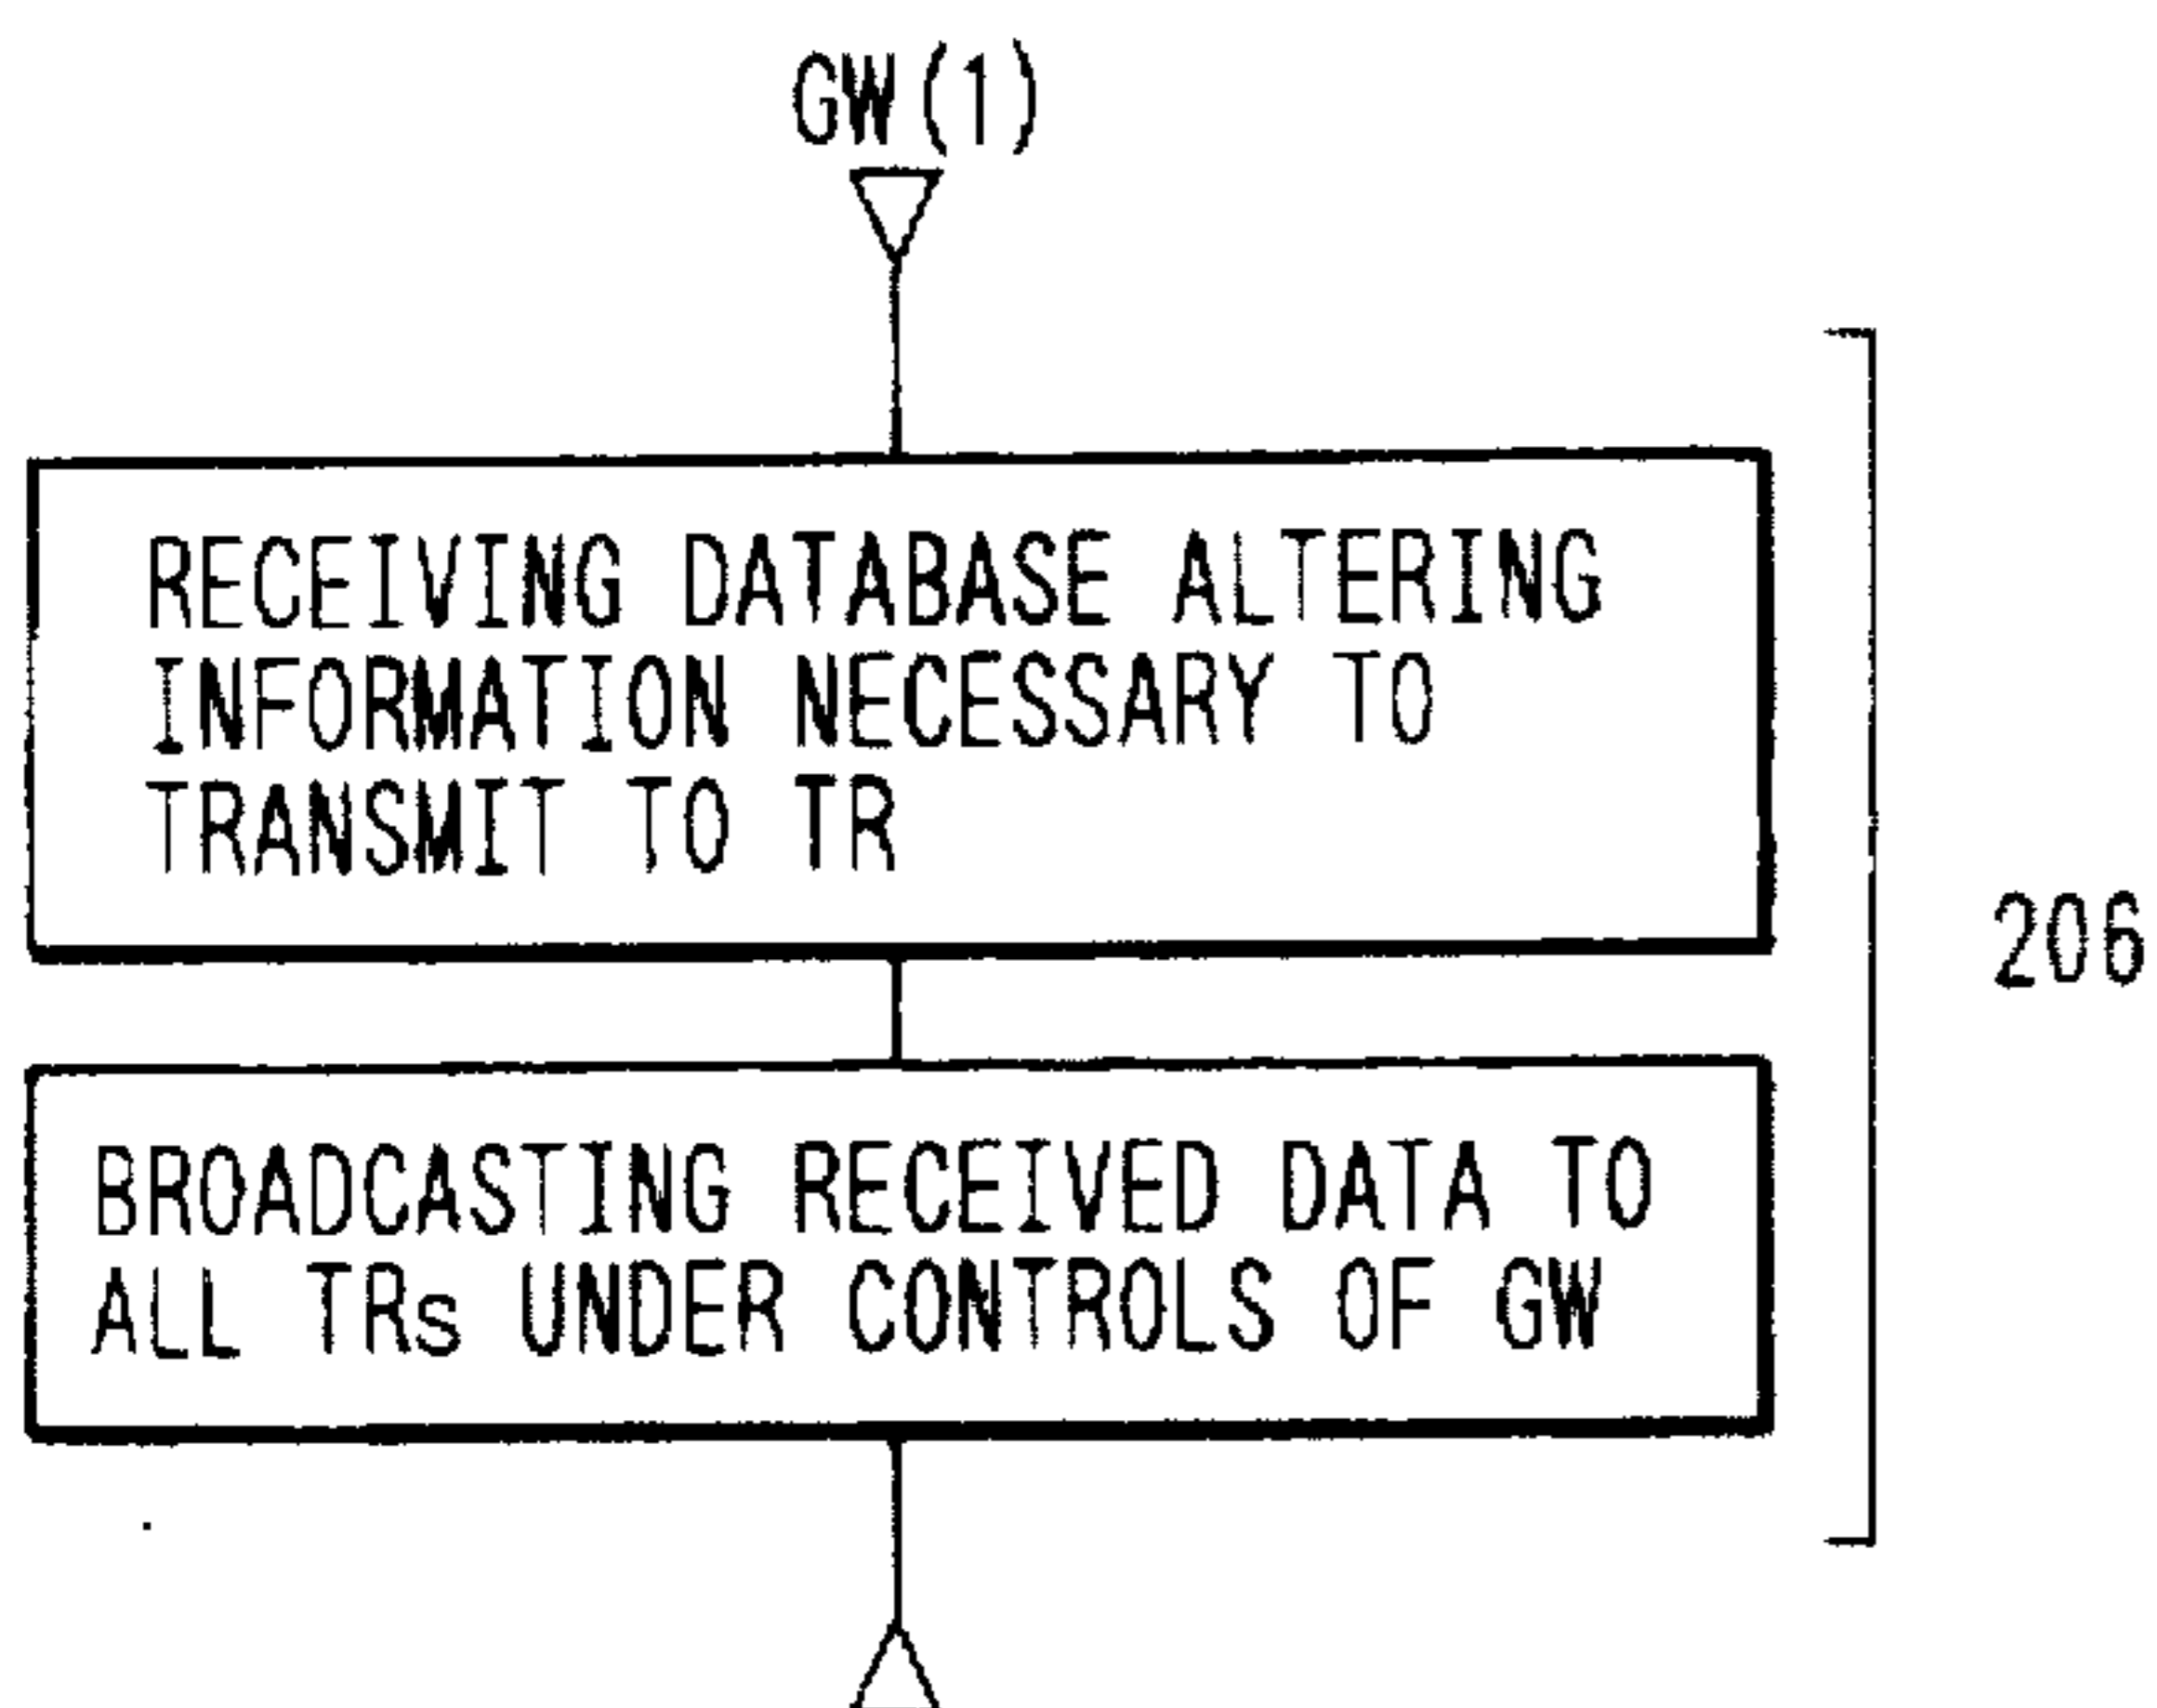 GW(1)
RECEIVING DATABASE ALTERING
INFORMATION NECESSARY TO
TRANSMIT TO TR
206
BROADCASTING RECEIVED DATA TO
ALL TRs UNDER CONTROLS OF GW